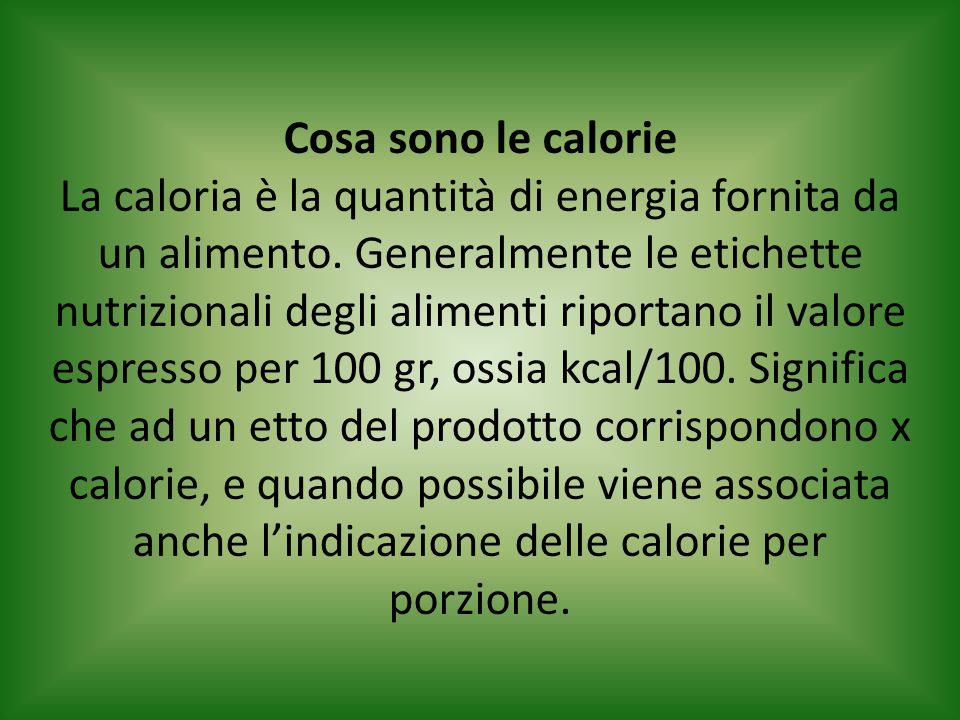 Cosa sono le calorie
La caloria è la quantità di energia fornita da
un alimento. Generalmente le etichette
nutrizionali degli alimenti riportano il valore
espresso per 100 gr, ossia kcal/100. Significa
che ad un etto del prodotto corrispondono x
calorie, e quando possibile viene associata
anche l’indicazione delle calorie per
porzione.